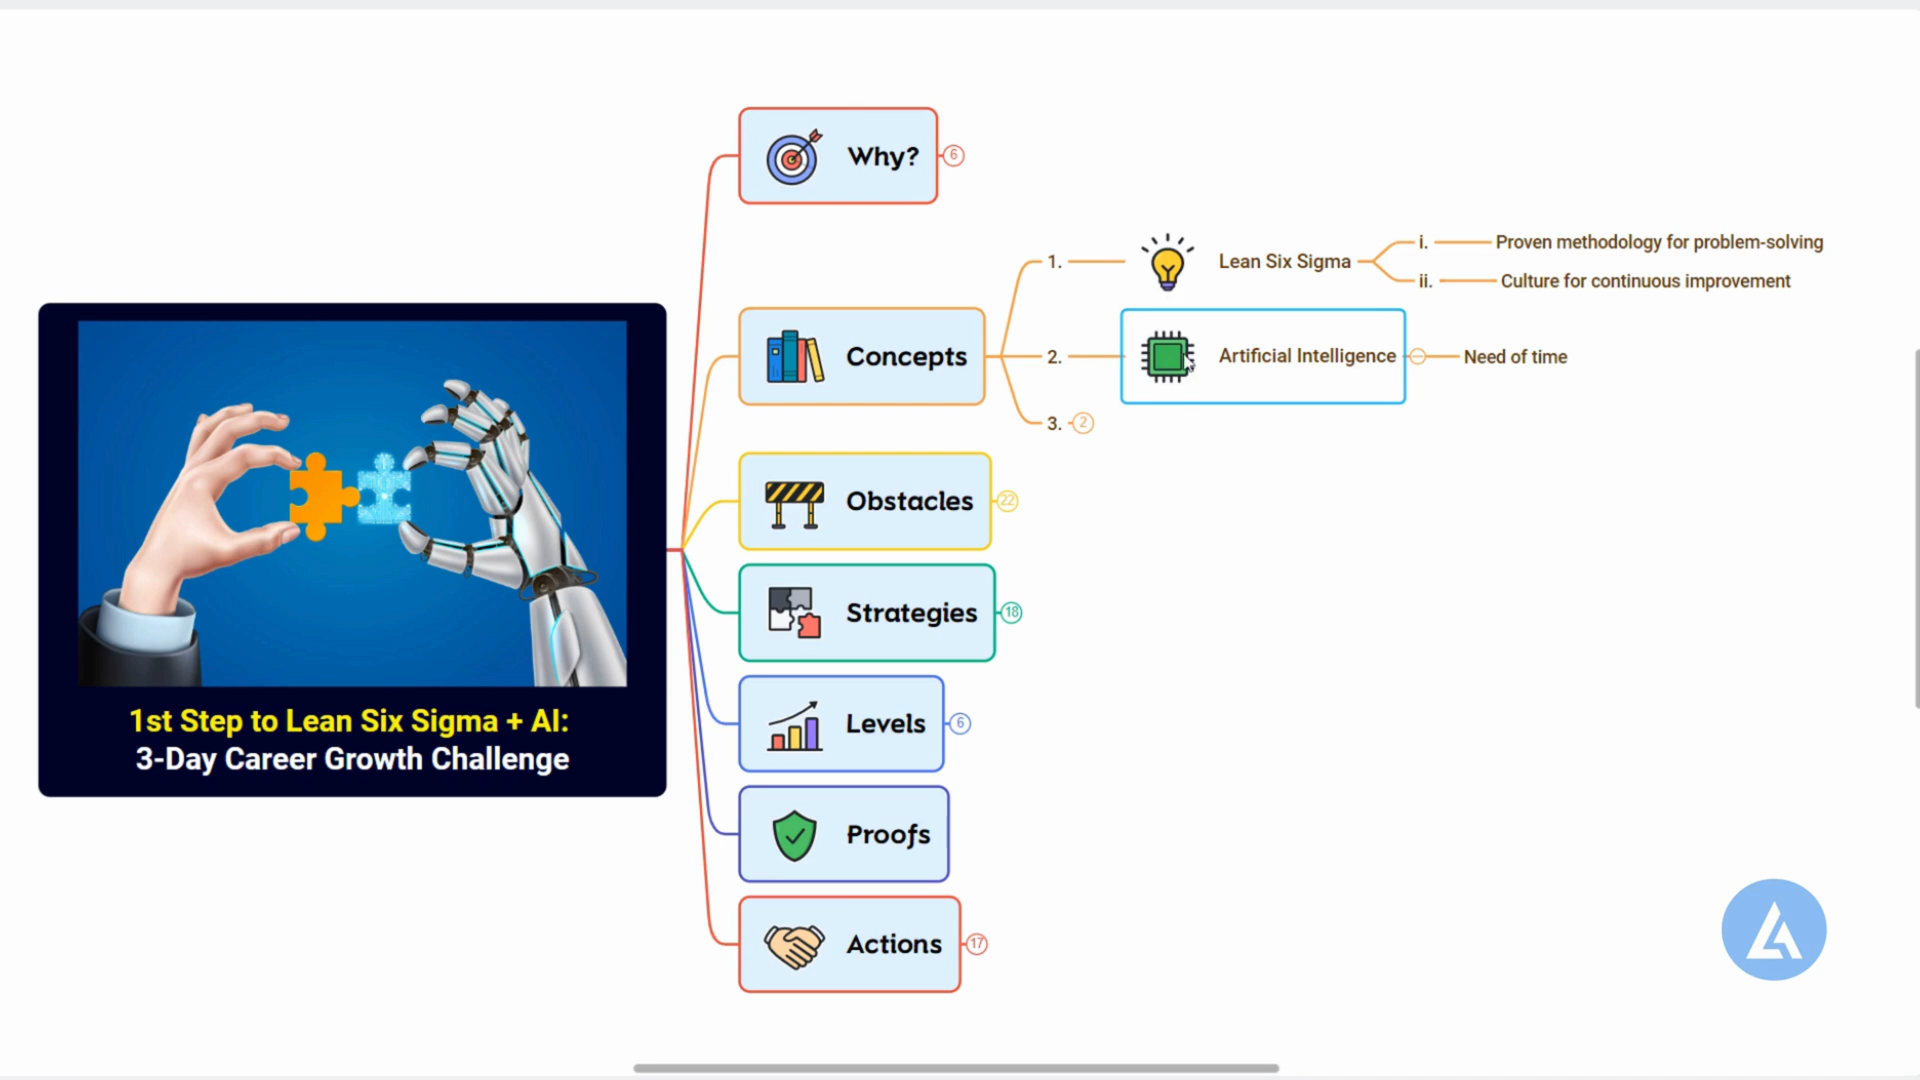 Why?
6
1.
Lean Six Sigma
i.
Proven methodology for problem-solving
ii.
Culture for continuous improvement
Concepts
2.
Artificial Intelligence
Need of time
3.
2
Obstacles
22
Strategies
18
Levels
6
Proofs
Actions
17
1st Step to Lean Six Sigma + AI:
3-Day Career Growth Challenge